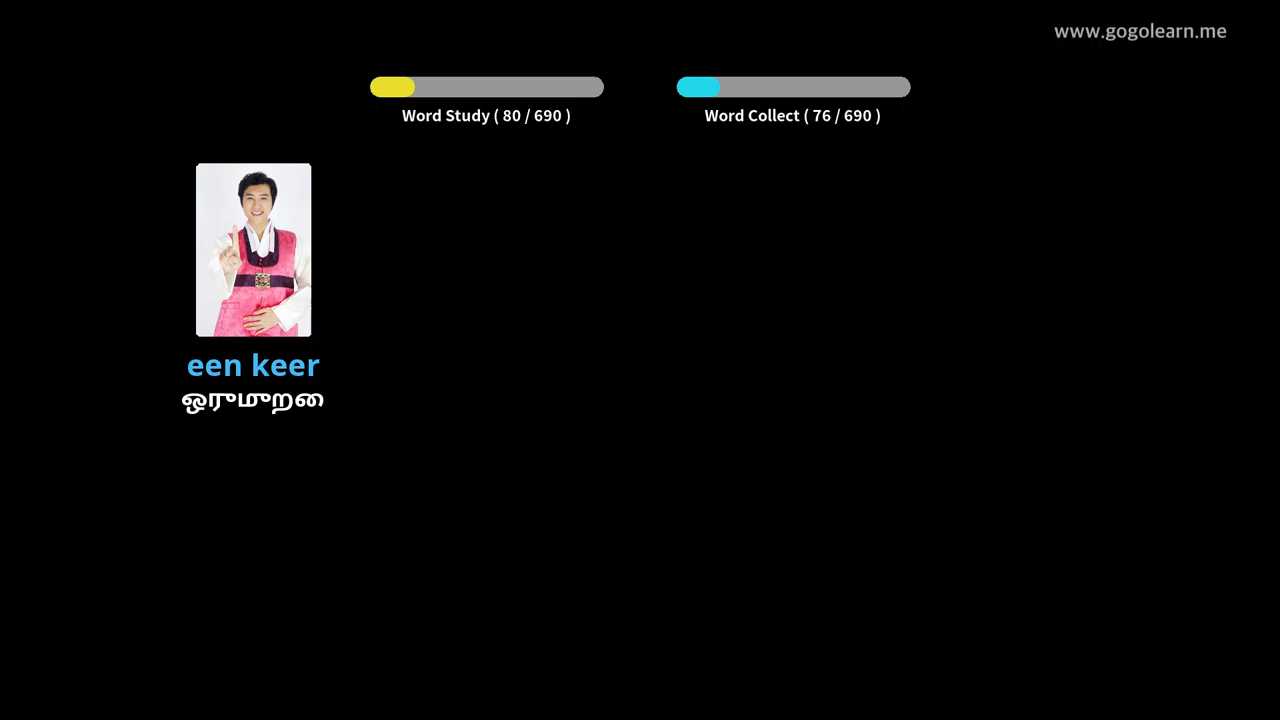 www.gogolearn.me
Word Study ( 80 / 690 )
Word Collect ( 76 / 690 )
een keer
ஒருமுறை